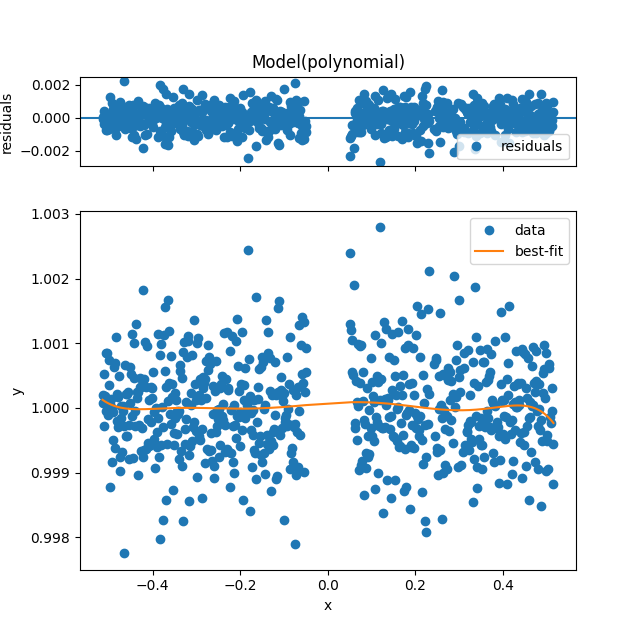 Model(polynomial)
0.002
0.000
−0.002
residuals
residuals
1.003
1.002
1.001
1.000
0.999
0.998
y
data
best-fit
−0.4
−0.2
0.0
0.2
0.4
x